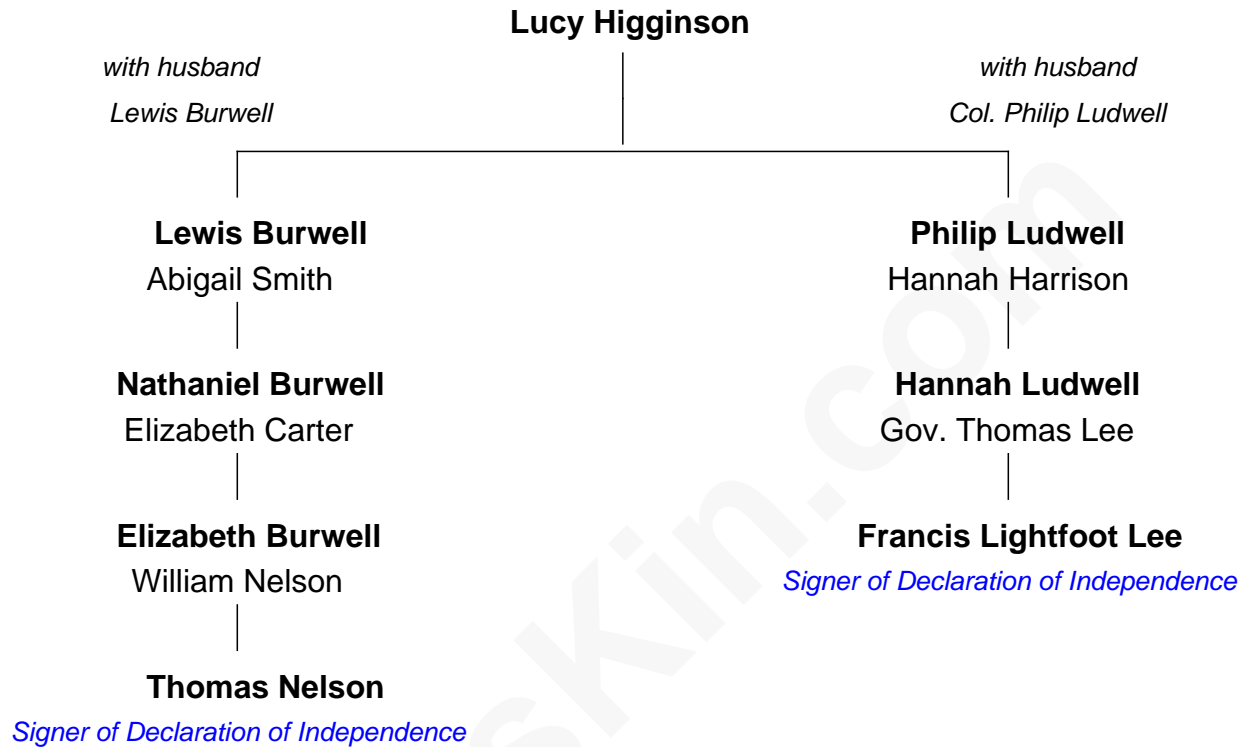 Lucy Higginson
with husband
Lewis Burwell
with husband
Col. Philip Ludwell
Lewis Burwell
Abigail Smith
Philip Ludwell
Hannah Harrison
Nathaniel Burwell
Elizabeth Carter
Hannah Ludwell
Gov. Thomas Lee
Elizabeth Burwell
William Nelson
Francis Lightfoot Lee
Signer of Declaration of Independence
Thomas Nelson
Signer of Declaration of Independence
sKin.com